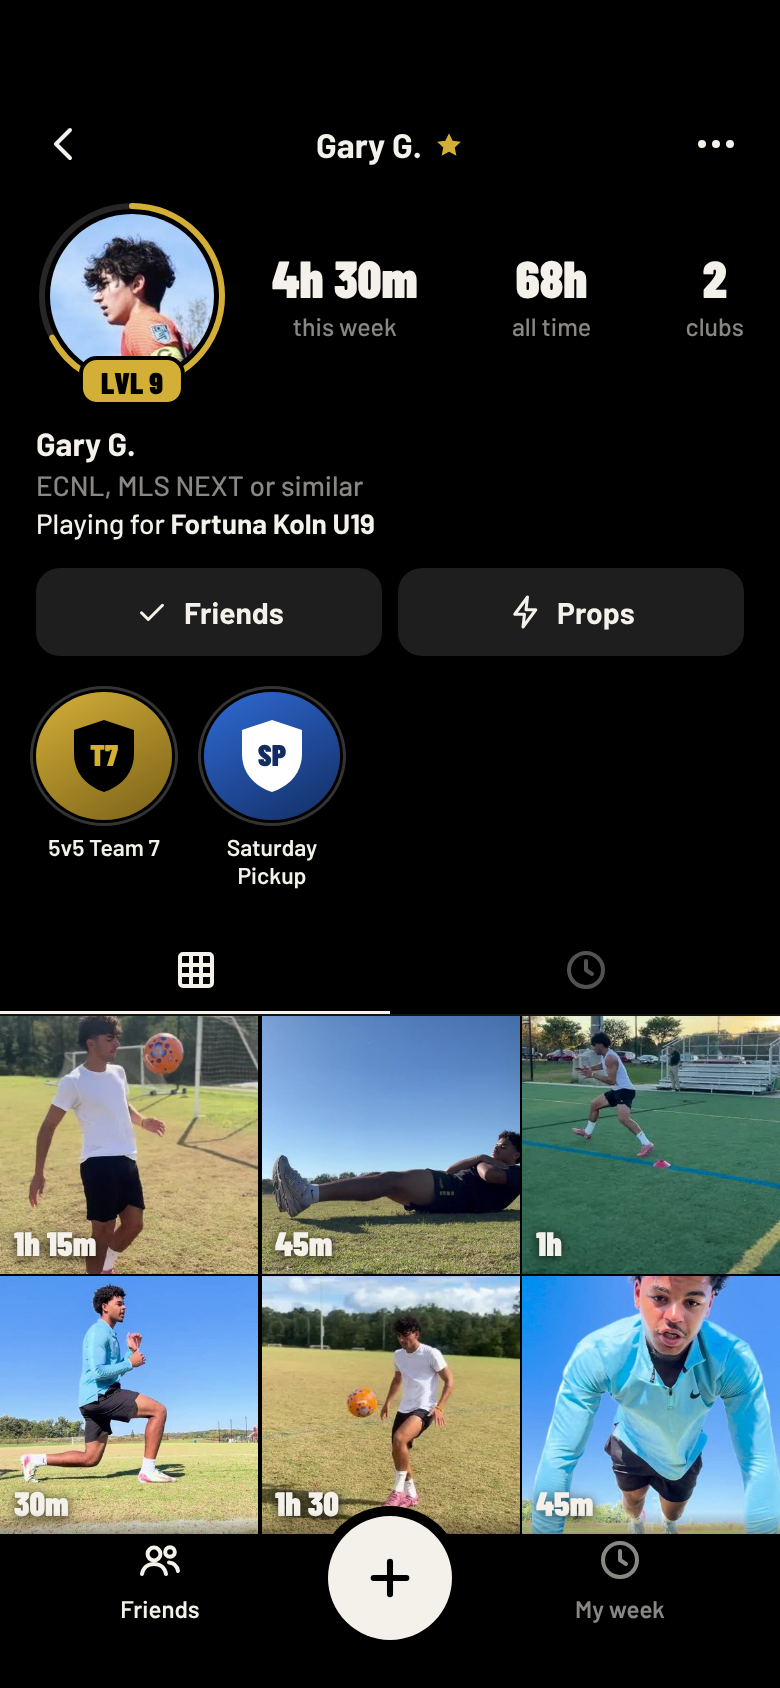 Gary G.
4h 30m
68h
2
this week
all time
clubs
LVL 9
Gary G.
ECNL, MLS NEXT or similar
Playing for Fortuna Koln U19
Friends
Props
T7
SP
5v5 Team 7
Saturday
Pickup
1h 15m
45m
1h
30m
1h 30
45m
Friends
My week